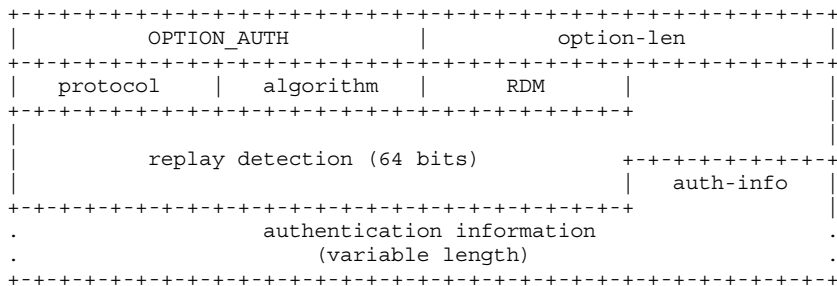 OPTION_AUTH option-len
protocol algorithm RDM
replay detection (64 bits)
auth-info
authentication information
(variable length)